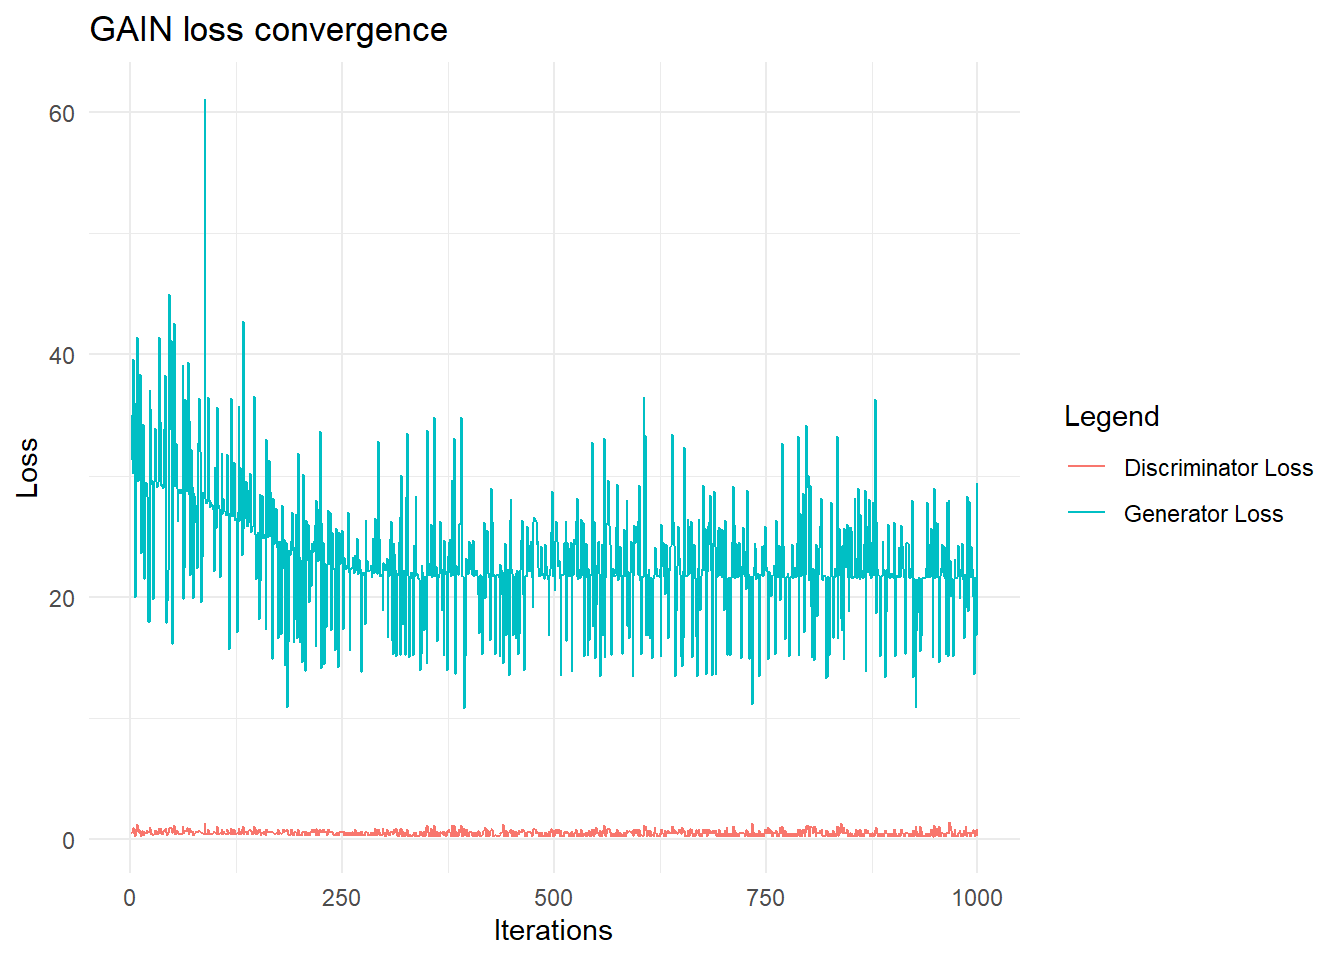 GAIN loss convergence
60
40
20
0
Loss
0 250 500 750 1000
Iterations
Legend
Discriminator Loss
Generator Loss